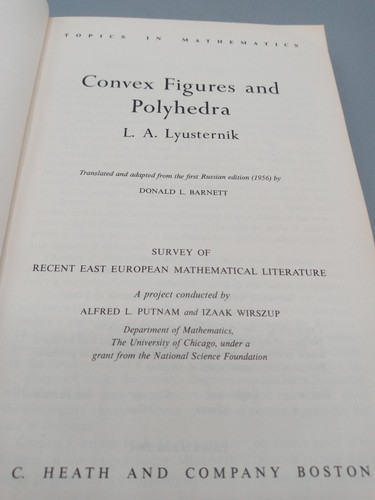 TOPICS IN MATHEMATICS
Convex Figures and
Polyhedra
L. A. Lyusternik
Translated and adapted from the first Russian edition (1956) by
DONALD L. BARNETT
SURVEY OF
RECENT EAST EUROPEAN MATHEMATICAL LITERATURE
A project conducted by
ALFRED L. PUTNAM and IZAAK WIRSZUP
Department of Mathematics,
The University of Chicago, under a
grant from the National Science Foundation
C. HEATH AND COMPANY BOSTON